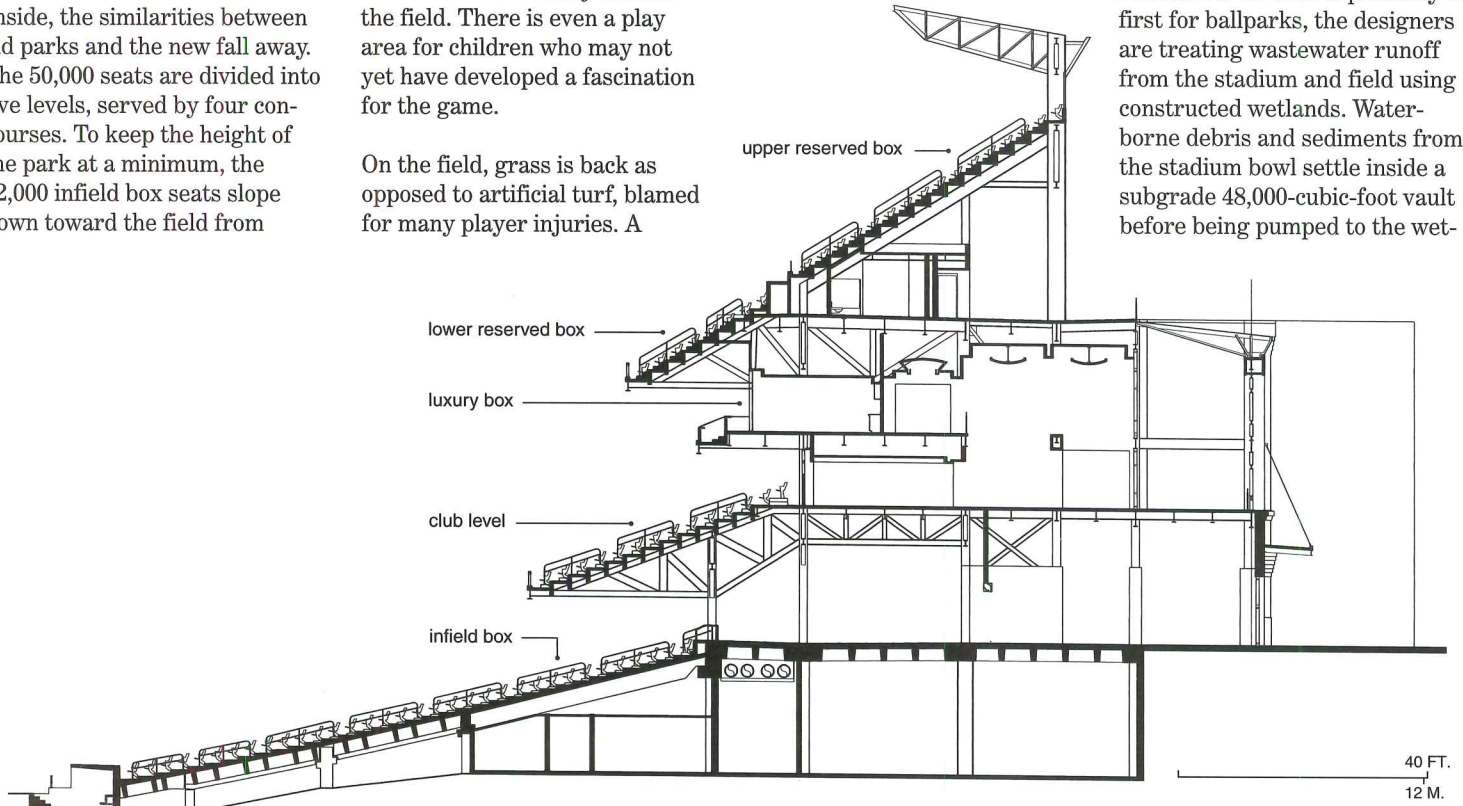 nside, the similarities between
d parks and the new fall away.
he 50,000 seats are divided into
ve levels, served by four con-
ourses. To keep the height of
ne park at a minimum, the
2,000 infield box seats slope
own toward the field from
the field. There is even a play
area for children who may not
yet have developed a fascination
for the game.
On the field, grass is back as
opposed to artificial turf, blamed
for many player injuries. A
first for ballparks, the designers
are treating wastewater runoff
from the stadium and field using
constructed wetlands. Water-
borne debris and sediments from
the stadium bowl settle inside a
subgrade 48,000-cubic-foot vault
before being pumped to the wet-
upper reserved box
lower reserved box
luxury box
club level
infield box
40 FT.
12 M.